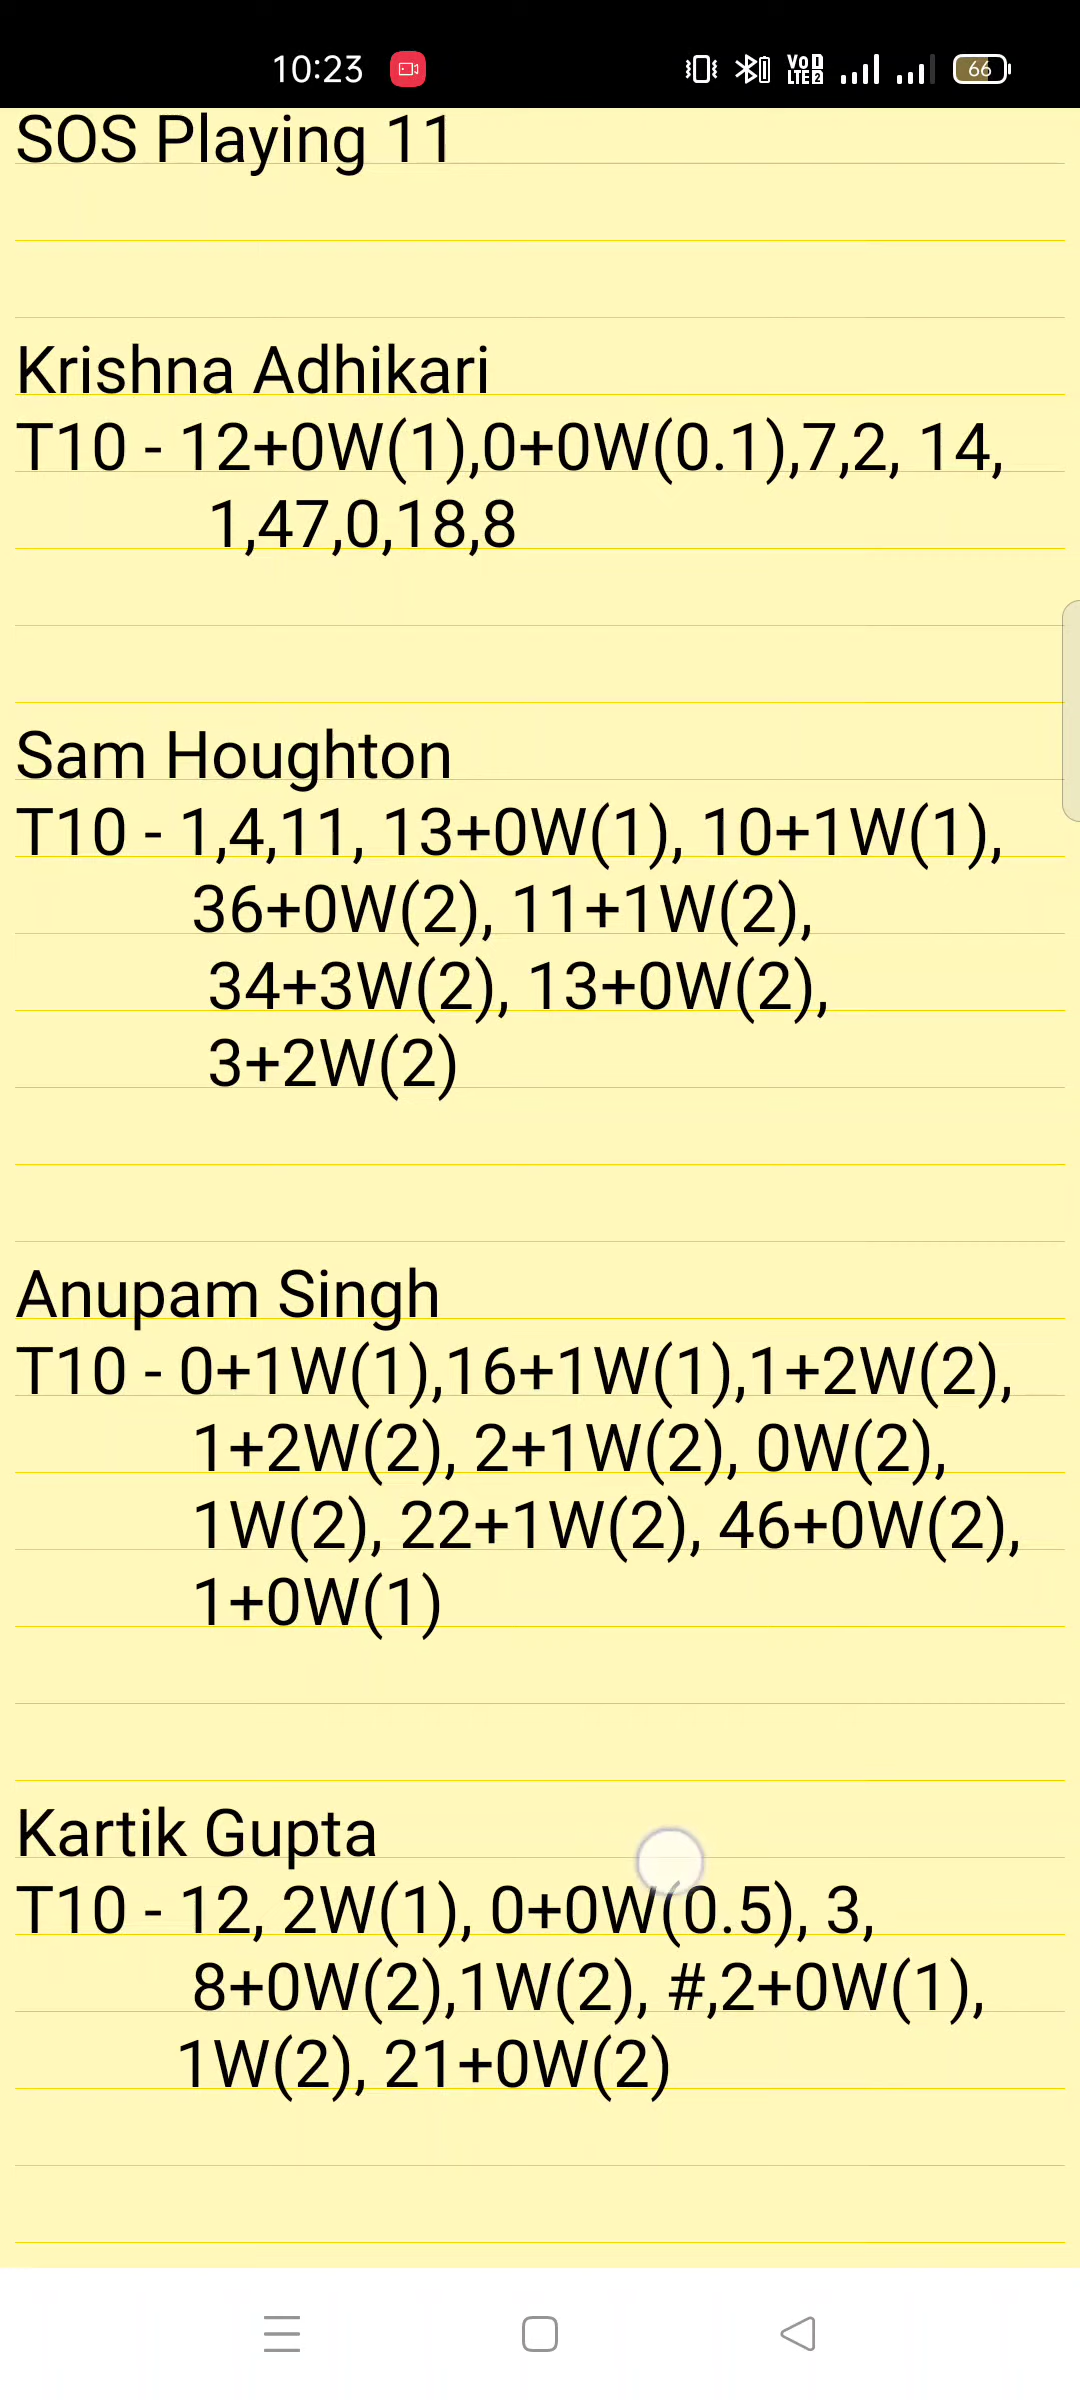 10:23
VoD LTE2
66
SOS Playing 11
Krishna Adhikari
T10 - 12+0W(1),0+0W(0.1),7,2, 14,
1,47,0,18,8
Sam Houghton
T10 - 1,4,11, 13+0W(1), 10+1W(1),
36+0W(2), 11+1W(2),
34+3W(2), 13+0W(2),
3+2W(2)
Anupam Singh
T10 - 0+1W(1),16+1W(1),1+2W(2),
1+2W(2), 2+1W(2), 0W(2),
1W(2), 22+1W(2), 46+0W(2),
1+0W(1)
Kartik Gupta
T10 - 12, 2W(1), 0+0W(0.5), 3,
8+0W(2),1W(2), #,2+0W(1),
1W(2), 21+0W(2)